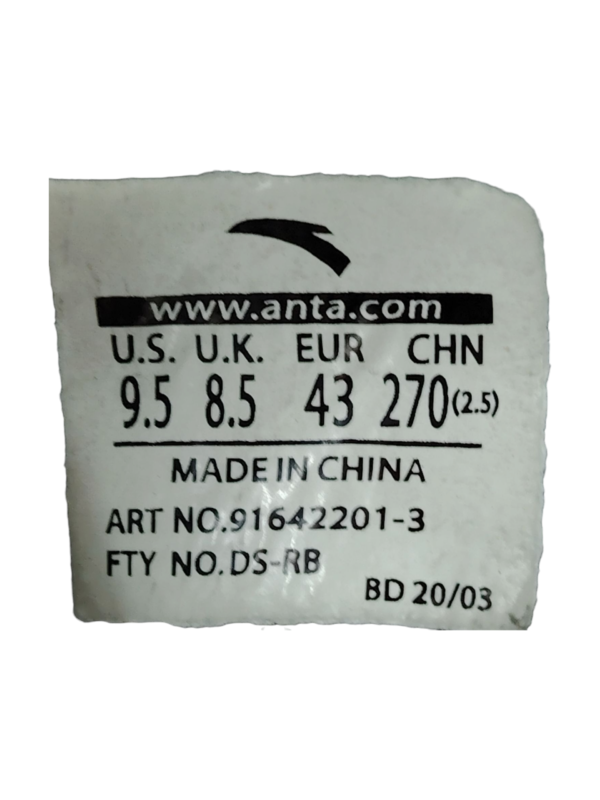 www.anta.com
U.S. U.K. EUR CHN
9.5 8.5 43 270(2.5)
MADE IN CHINA
ART NO.91642201-3
FTY NO.DS-RB
BD 20/03